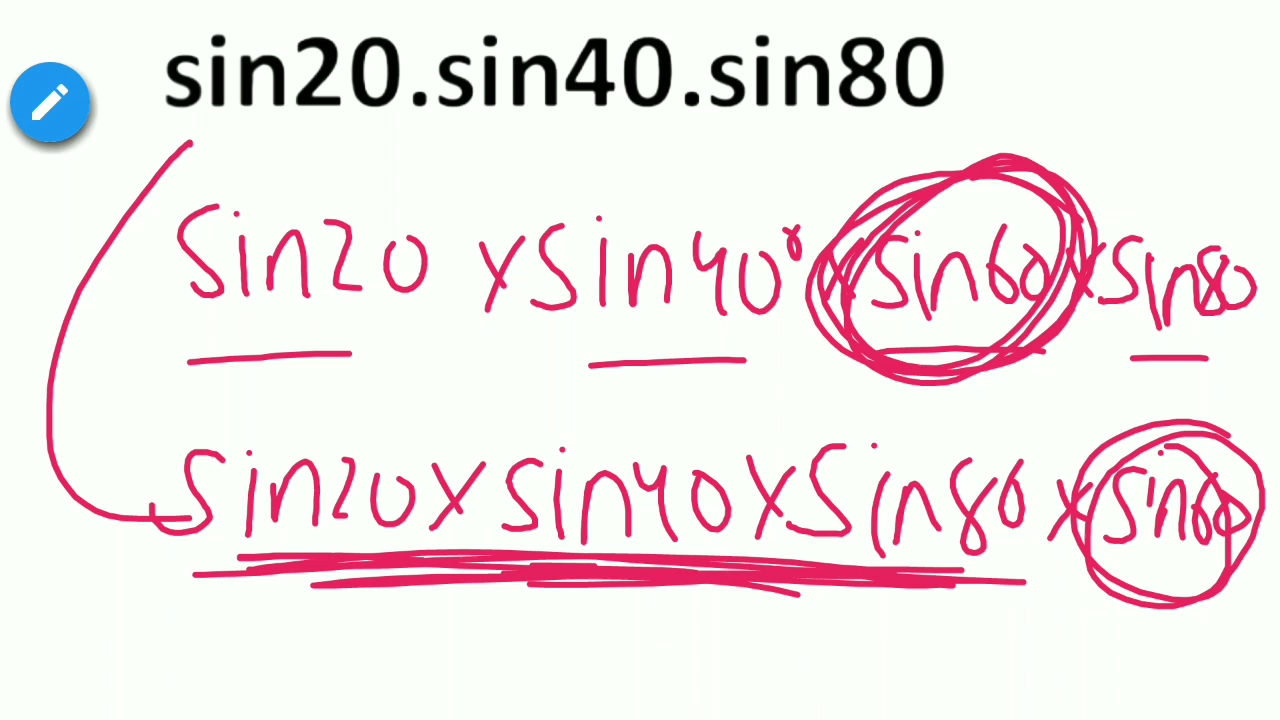 sin20.sin40.sin80
sin20 × sin40° × sin60 × sin80
sin20 × sin40 × sin80 × sin60